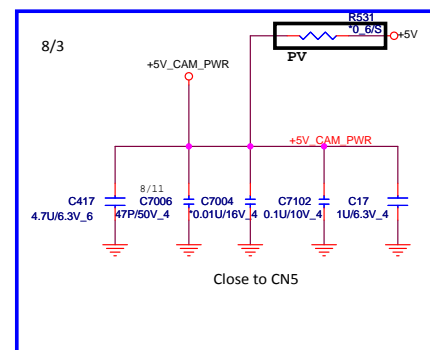 R531
8/3
*0_6/S
+5V
PV
+5V_CAM_PWR
+5V_CAM_PWR
8/11
C417 C7006 C7004 C7102 C17
4.7U/6.3V_6 47P/50V_4 *0.01U/16V_4 0.1U/10V_4 1U/6.3V_4
Close to CN5